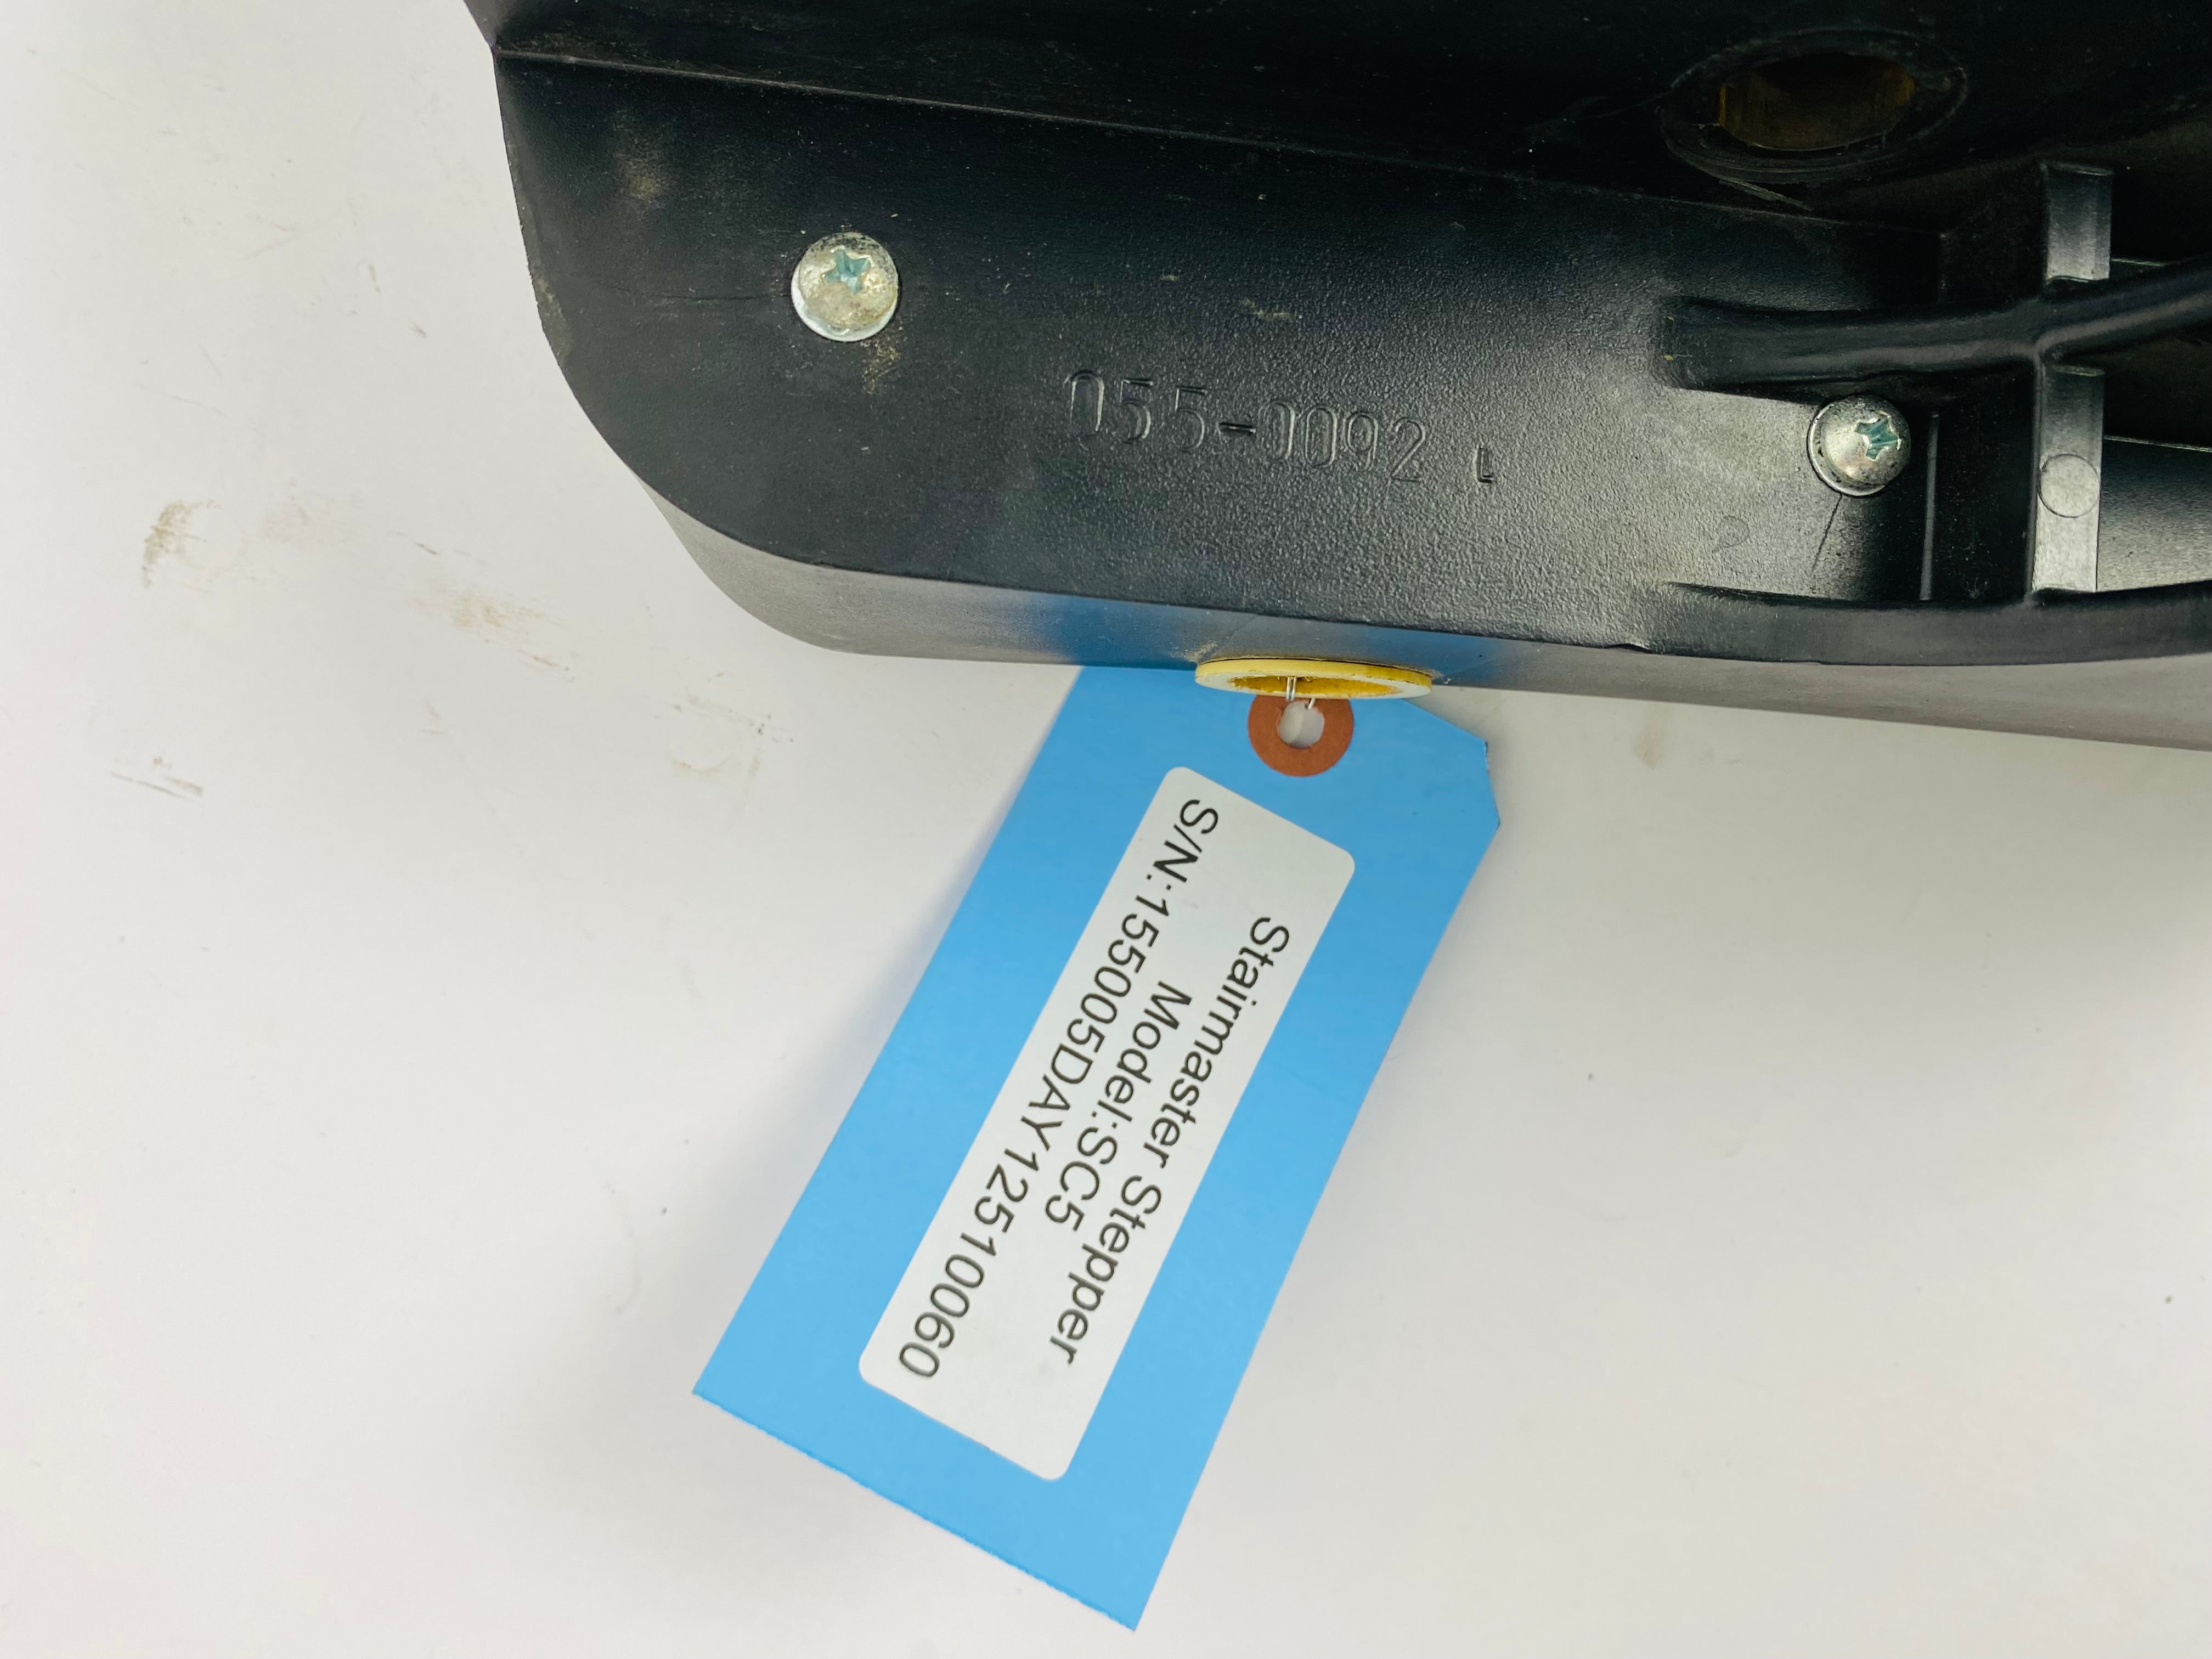 055-0092 L
Stairmaster Stepper
Model:SC5
S/N:155005DAY12510060